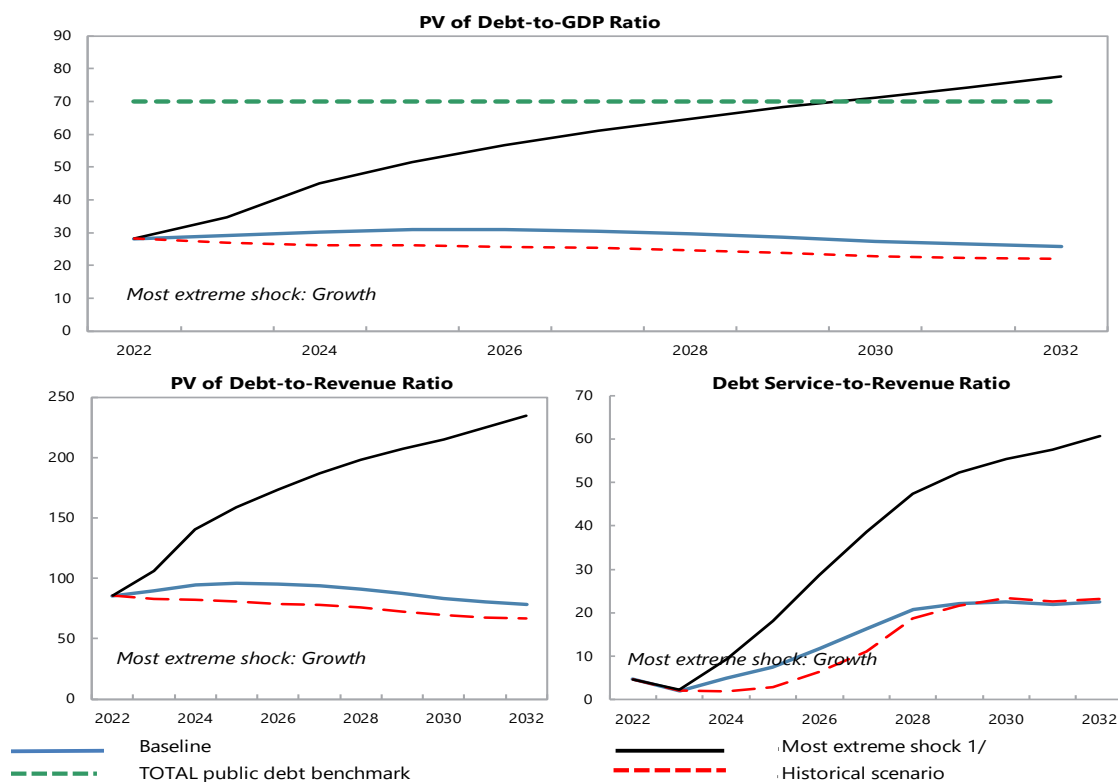 PV of Debt-to-GDP Ratio
90
80
70
60
50
40
30
20
10
0
Most extreme shock: Growth
2022 2024 2026 2028 2030 2032
PV of Debt-to-Revenue Ratio
250
200
150
100
50
0
Most extreme shock: Growth
2022 2024 2026 2028 2030 2032
Debt Service-to-Revenue Ratio
70
60
50
40
30
20
10
0
Most extreme shock: Growth
2022 2024 2026 2028 2030 2032
Baseline
Most extreme shock 1/
TOTAL public debt benchmark
Historical scenario